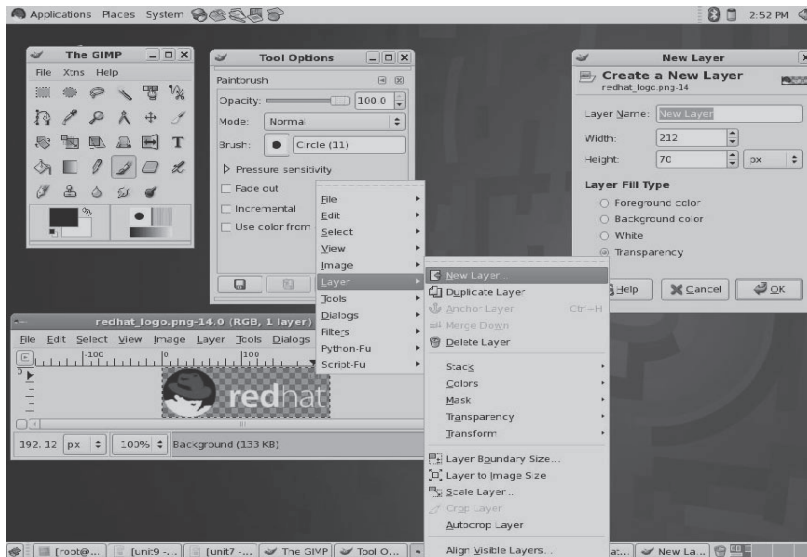 Applications Places System
2:52 PM
The GIMP
File Xtns Help
Tool Options
Paintbrush
Opacity: 100.0
Mode: Normal
Brush: Circle (11)
Pressure sensitivity
Fade out
Incremental
Use color from
New Layer
Create a New Layer
redhat_logo.png-14
Layer Name: New Layer
Width: 212
Height: 70 px
Layer Fill Type
Foreground color
Background color
White
Transparency
Help Cancel OK
File
Edit
Select
View
Image
Layer
Tools
Dialogs
Filters
Python-Fu
Script-Fu
New Layer...
Duplicate Layer
Anchor Layer Ctrl+H
Merge Down
Delete Layer
Stack
Colors
Mask
Transparency
Transform
Layer Boundary Size...
Layer to Image Size
Scale Layer...
Crop Layer
Autocrop Layer
Align Visible Layers...
redhat_logo.png-14.0 (RGB, 1 layer)
File Edit Select View Image Layer Tools Dialogs
-100 0 100
0
redhat
192, 12 px 100% Background (133 KB)
[root@... [unit9 -... [unit7 -... The GIMP Tool O... at... New La...